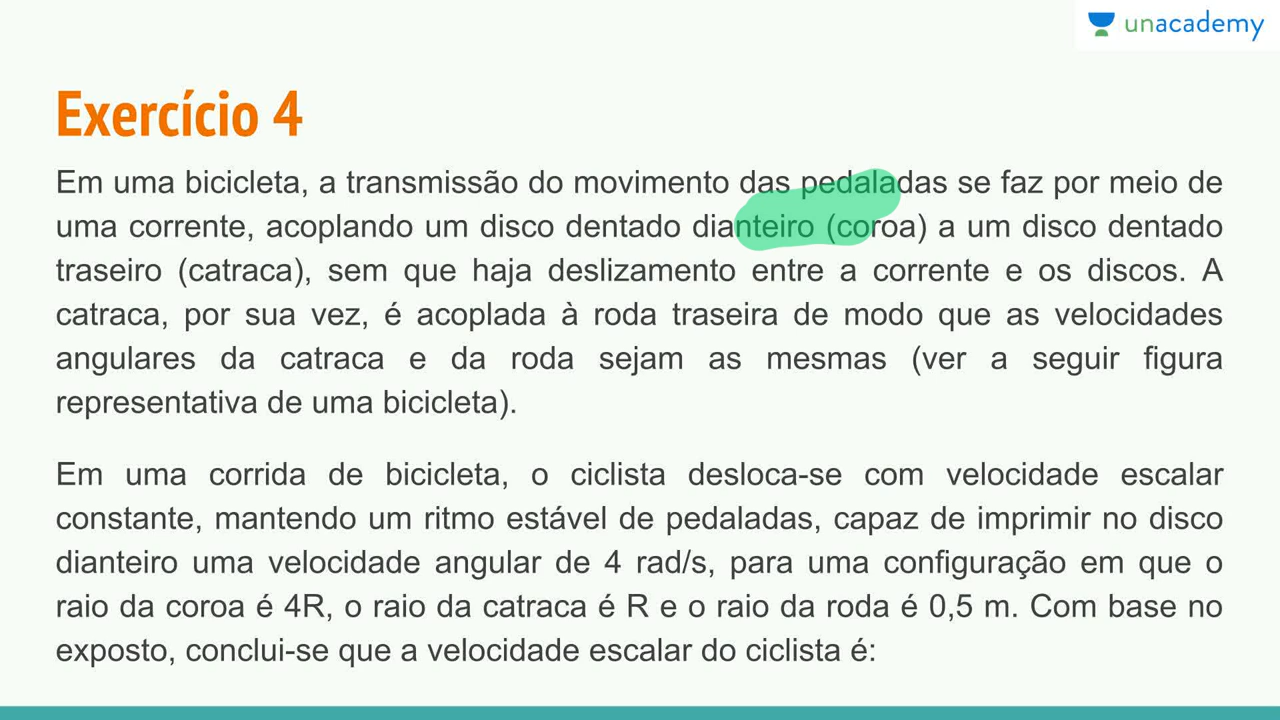 unacademy
Exercício 4
Em uma bicicleta, a transmissão do movimento das pedaladas se faz por meio de
uma corrente, acoplando um disco dentado dianteiro (coroa) a um disco dentado
traseiro (catraca), sem que haja deslizamento entre a corrente e os discos. A
catraca, por sua vez, é acoplada à roda traseira de modo que as velocidades
angulares da catraca e da roda sejam as mesmas (ver a seguir figura
representativa de uma bicicleta).
Em uma corrida de bicicleta, o ciclista desloca-se com velocidade escalar
constante, mantendo um ritmo estável de pedaladas, capaz de imprimir no disco
dianteiro uma velocidade angular de 4 rad/s, para uma configuração em que o
raio da coroa é 4R, o raio da catraca é R e o raio da roda é 0,5 m. Com base no
exposto, conclui-se que a velocidade escalar do ciclista é: